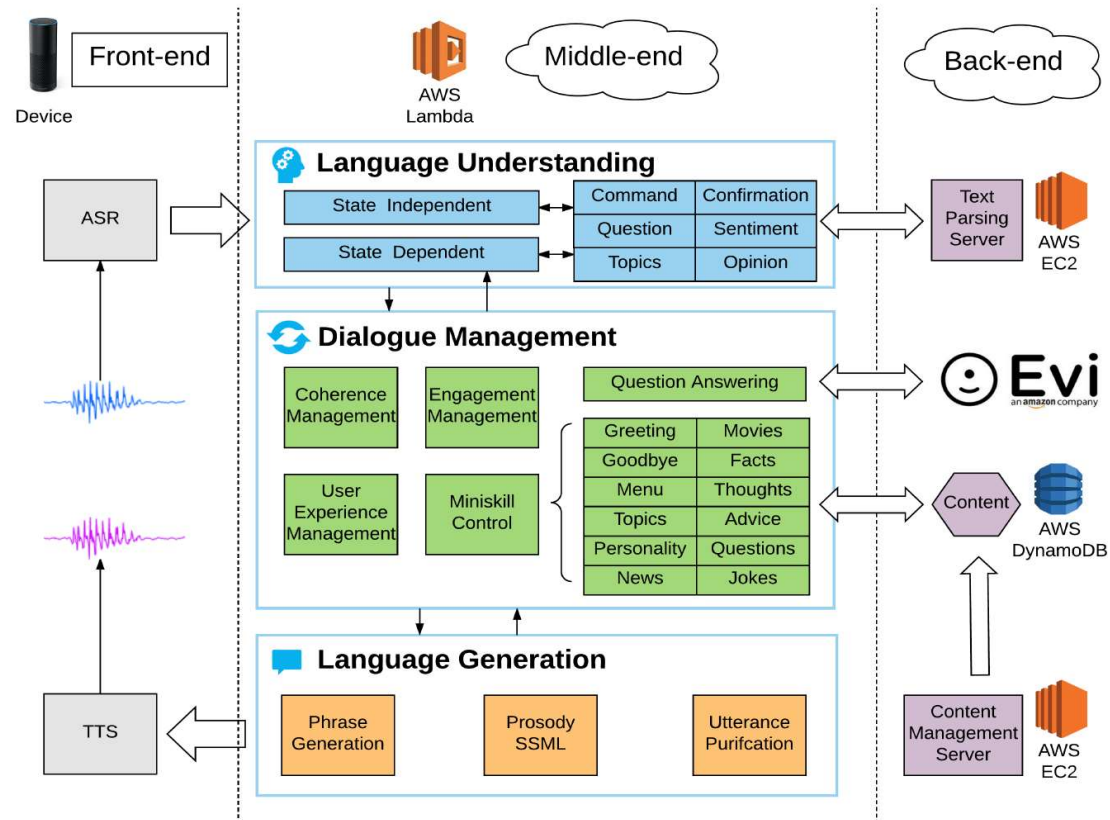 Front-end
Device
AWS
Lambda
Middle-end
Back-end
ASR
TTS
Language Understanding
State Independent
State Dependent
Command
Confirmation
Question
Sentiment
Topics
Opinion
Text
Parsing
Server
AWS
EC2
Dialogue Management
Coherence
Management
Engagement
Management
User
Experience
Management
Miniskill
Control
Question Answering
Greeting
Movies
Goodbye
Facts
Menu
Thoughts
Topics
Advice
Personality
Questions
News
Jokes
Evi
an amazon company
Content
AWS
DynamoDB
Language Generation
Phrase
Generation
Prosody
SSML
Utterance
Purifcation
Content
Management
Server
AWS
EC2